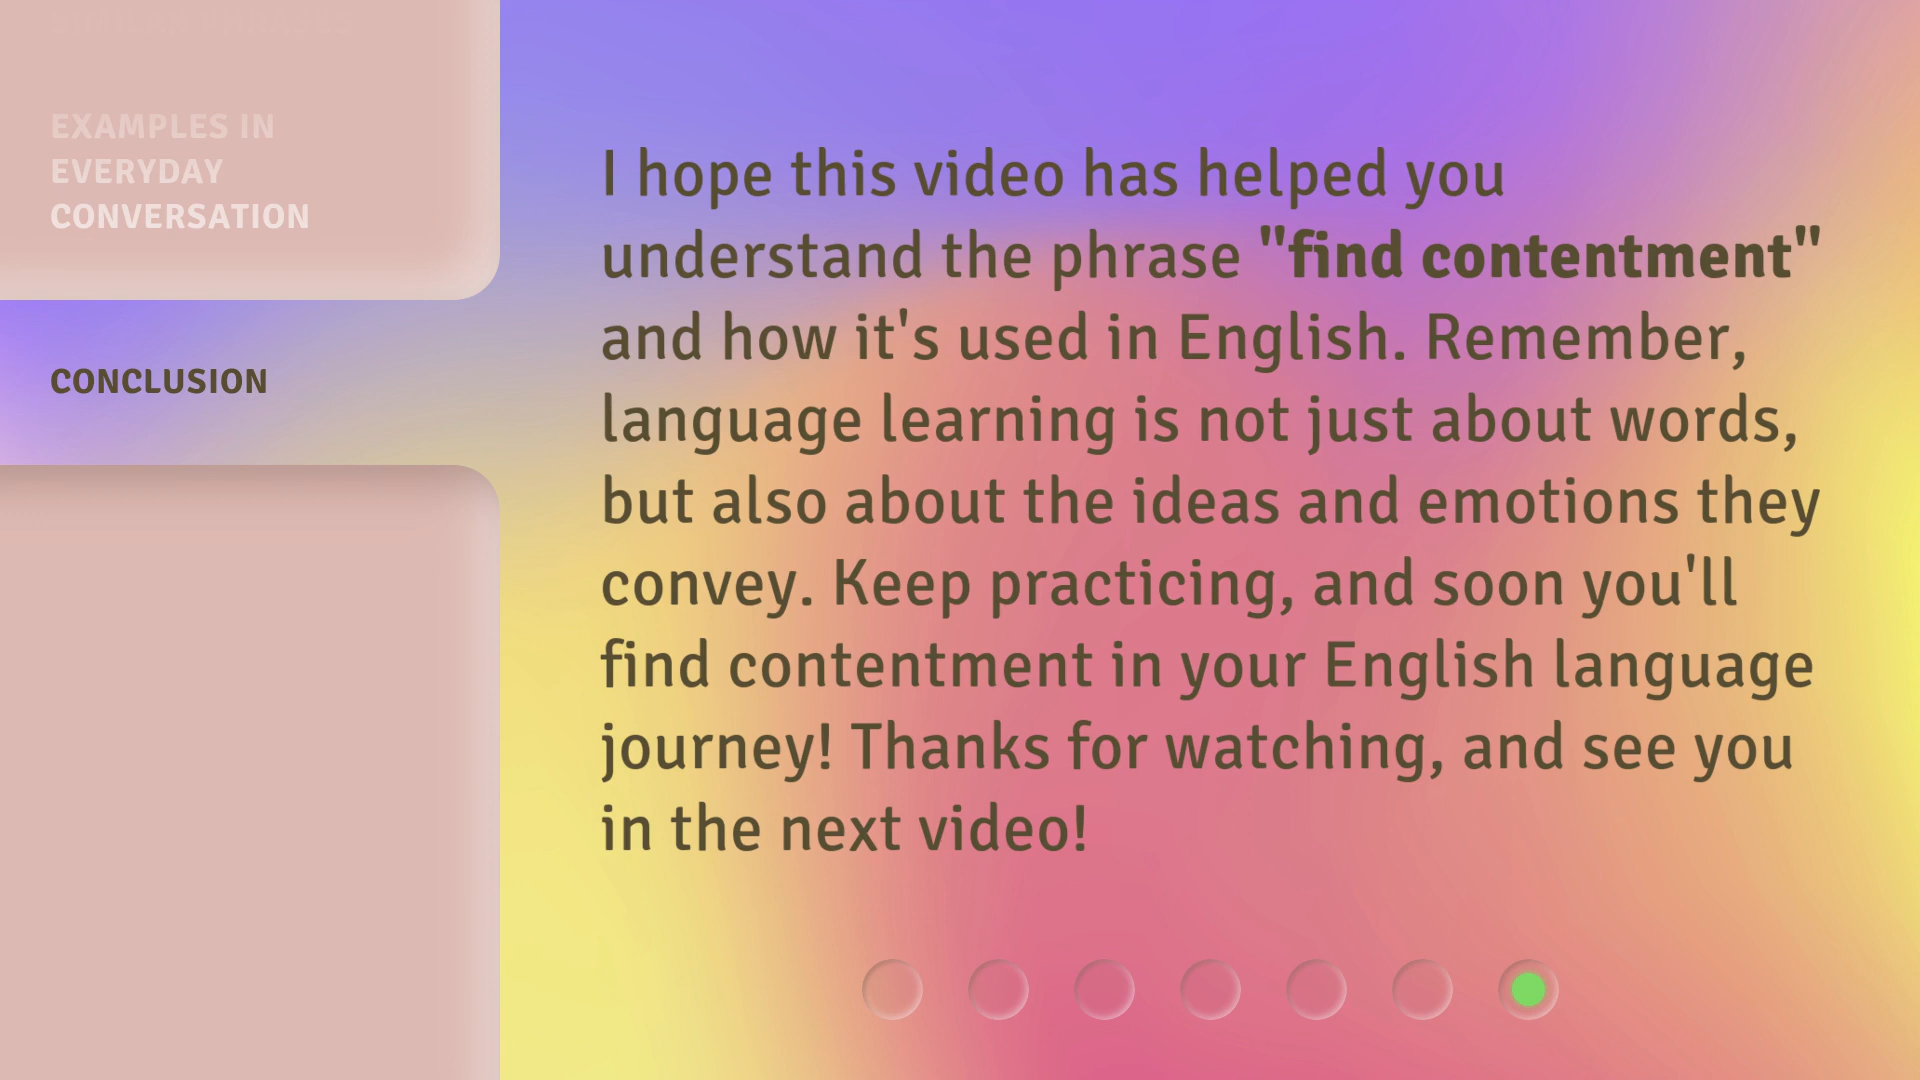 EXAMPLES IN
EVERYDAY
CONVERSATION
CONCLUSION
I hope this video has helped you
understand the phrase "find contentment"
and how it's used in English. Remember,
language learning is not just about words,
but also about the ideas and emotions they
convey. Keep practicing, and soon you'll
find contentment in your English language
journey! Thanks for watching, and see you
in the next video!